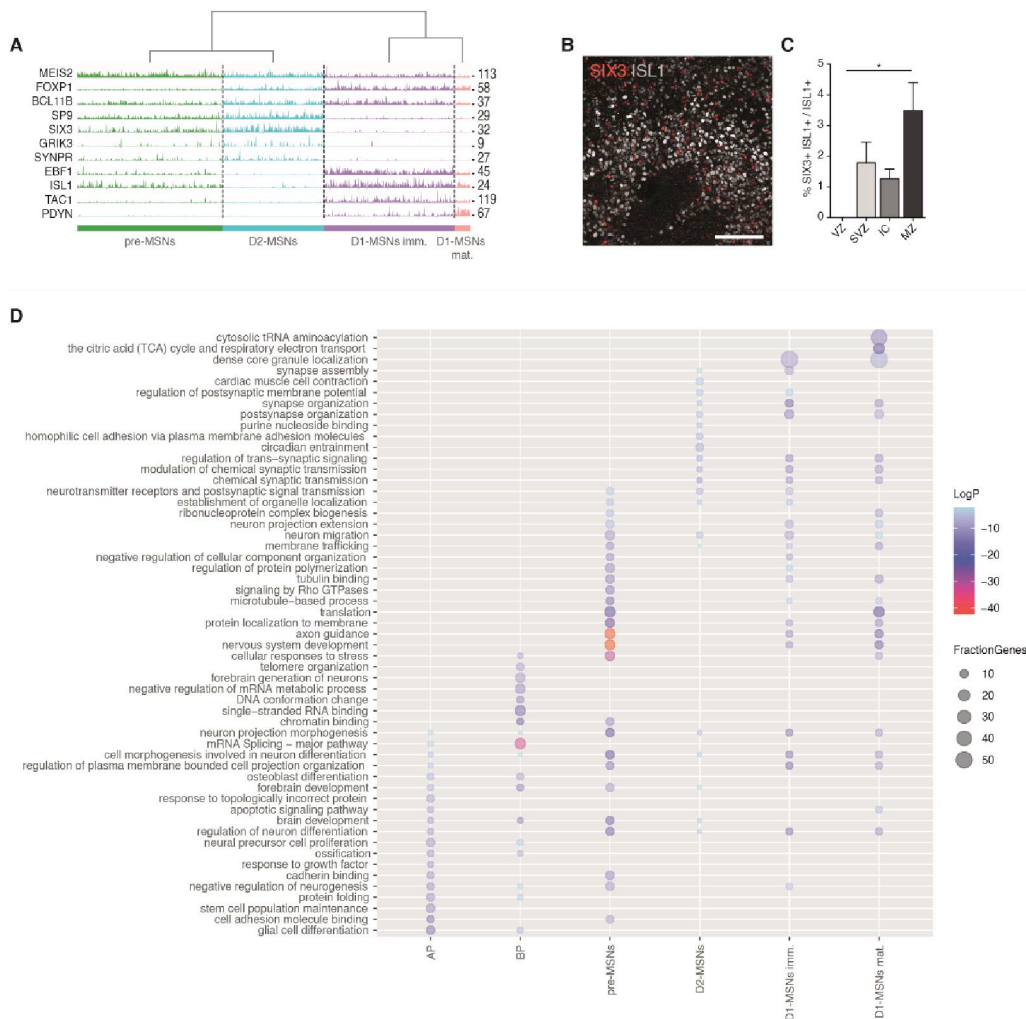 A
MEIS2 113
FOXP1 58
BCL11B 37
SP9 29
SIX3 32
GRIK3 9
SYNPR 27
EBF1 45
ISL1 24
TAC1 119
PDYN 67
pre-MSNs D2-MSNs D1-MSNs imm. D1-MSNs
mat.
B
SIX3 ISL1
C
% SIX3+ ISL1+ / ISL1+
5
4
3
2
1
0
*
VZ SVZ IC MZ
D
cytosolic tRNA aminoacylation
the citric acid (TCA) cycle and respiratory electron transport
dense core granule localization
synapse assembly
cardiac muscle cell contraction
regulation of postsynaptic membrane potential
synapse organization
postsynapse organization
purine nucleoside binding
homophilic cell adhesion via plasma membrane adhesion molecules
circadian entrainment
regulation of trans-synaptic signaling
modulation of chemical synaptic transmission
chemical synaptic transmission
neurotransmitter receptors and postsynaptic signal transmission
establishment of organelle localization
ribonucleoprotein complex biogenesis
neuron projection extension
neuron migration
membrane trafficking
negative regulation of cellular component organization
regulation of protein polymerization
tubulin binding
signaling by Rho GTPases
microtubule-based process
translation
protein localization to membrane
axon guidance
nervous system development
cellular responses to stress
telomere organization
forebrain generation of neurons
negative regulation of mRNA metabolic process
DNA conformation change
single-stranded RNA binding
chromatin binding
neuron projection morphogenesis
mRNA Splicing - major pathway
cell morphogenesis involved in neuron differentiation
regulation of plasma membrane bounded cell projection organization
osteoblast differentiation
forebrain development
response to topologically incorrect protein
apoptotic signaling pathway
brain development
regulation of neuron differentiation
neural precursor cell proliferation
ossification
response to growth factor
cadherin binding
negative regulation of neurogenesis
protein folding
stem cell population maintenance
cell adhesion molecule binding
glial cell differentiation
AP BP pre-MSNs D2-MSNs D1-MSNs imm. D1-MSNs mat.
LogP
-10
-20
-30
-40
FractionGenes
10
20
30
40
50